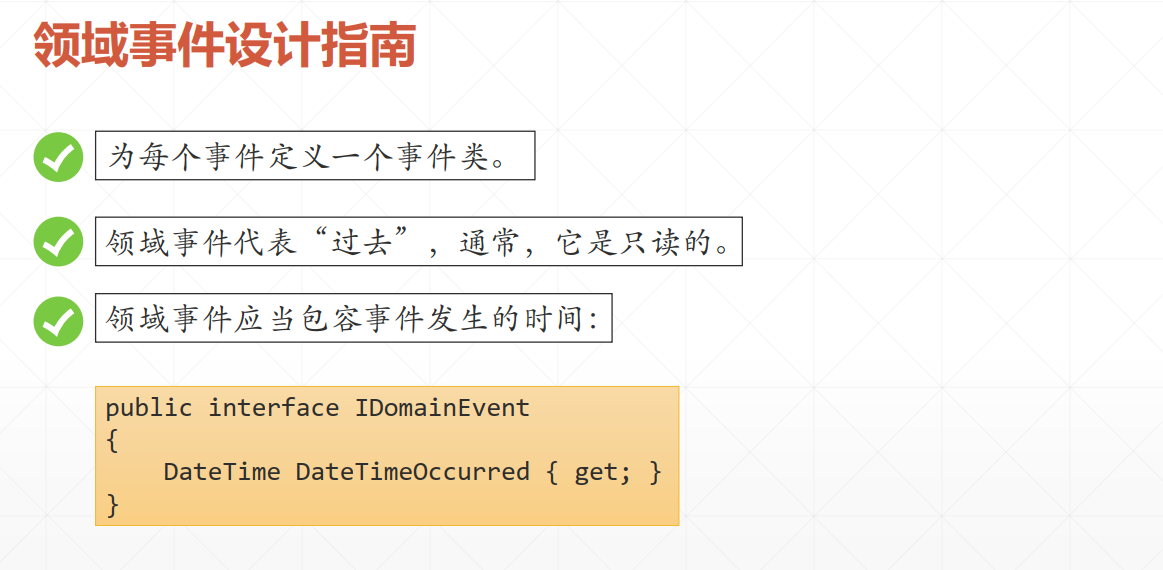 领域事件设计指南
为每个事件定义一个事件类。
领域事件代表“过去”，通常，它是只读的。
领域事件应当包容事件发生的时间：
public interface IDomainEvent
{
    DateTime DateTimeOccurred { get; }
}